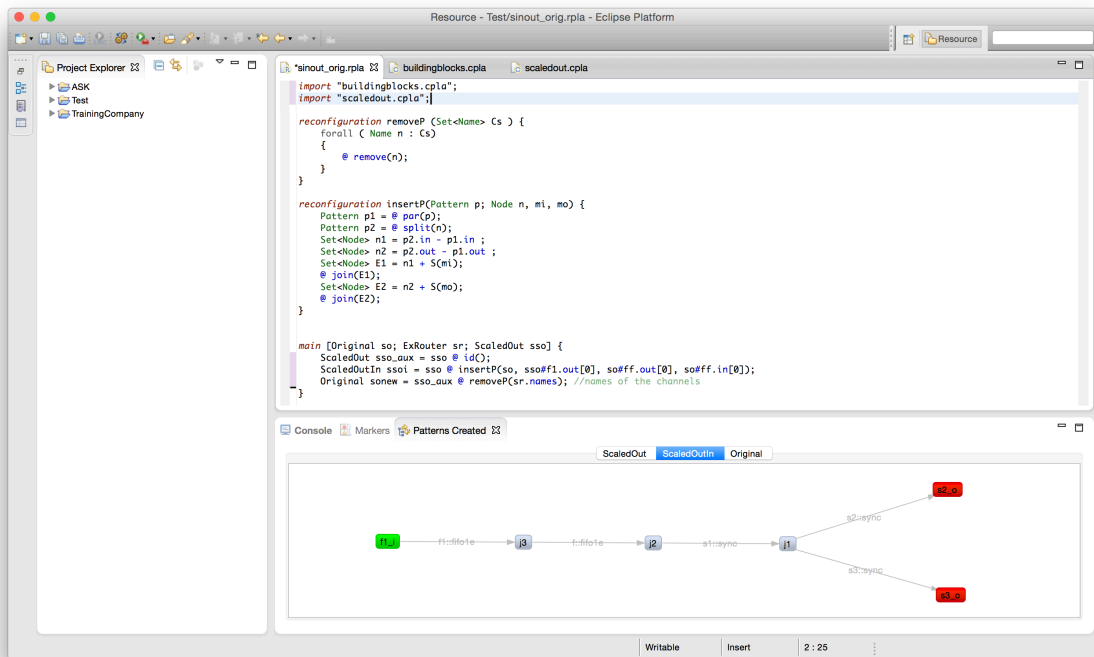 Resource - Test/sinout_orig.rpla - Eclipse Platform
Resource
Project Explorer
ASK
Test
TrainingCompany
*sinout_orig.rpla
buildingblocks.cpla
scaledout.cpla
import "buildingblocks.cpla";
import "scaledout.cpla";
reconfiguration removeP (Set<Name> Cs ) {
forall ( Name n : Cs)
{
@ remove(n);
}
}
reconfiguration insertP(Pattern p; Node n, mi, mo) {
Pattern p1 = @ par(p);
Pattern p2 = @ split(n);
Set<Node> n1 = p2.in - p1.in ;
Set<Node> n2 = p2.out - p1.out ;
Set<Node> E1 = n1 + S(mi);
@ join(E1);
Set<Node> E2 = n2 + S(mo);
@ join(E2);
}
main [Original so; ExRouter sr; ScaledOut sso] {
ScaledOut sso_aux = sso @ id();
ScaledOutIn ssoi = sso @ insertP(so, sso#f1.out[0], so#ff.out[0], so#ff.in[0]);
Original sonew = sso_aux @ removeP(sr.names); //names of the channels
}
Console
Markers
Patterns Created
ScaledOut
ScaledOutIn
Original
s2_o
s2::sync
f1_i
f1::fifo1e
j3
f::fifo1e
j2
s1::sync
j1
s3::sync
s3_o
Writable
Insert
2 : 25